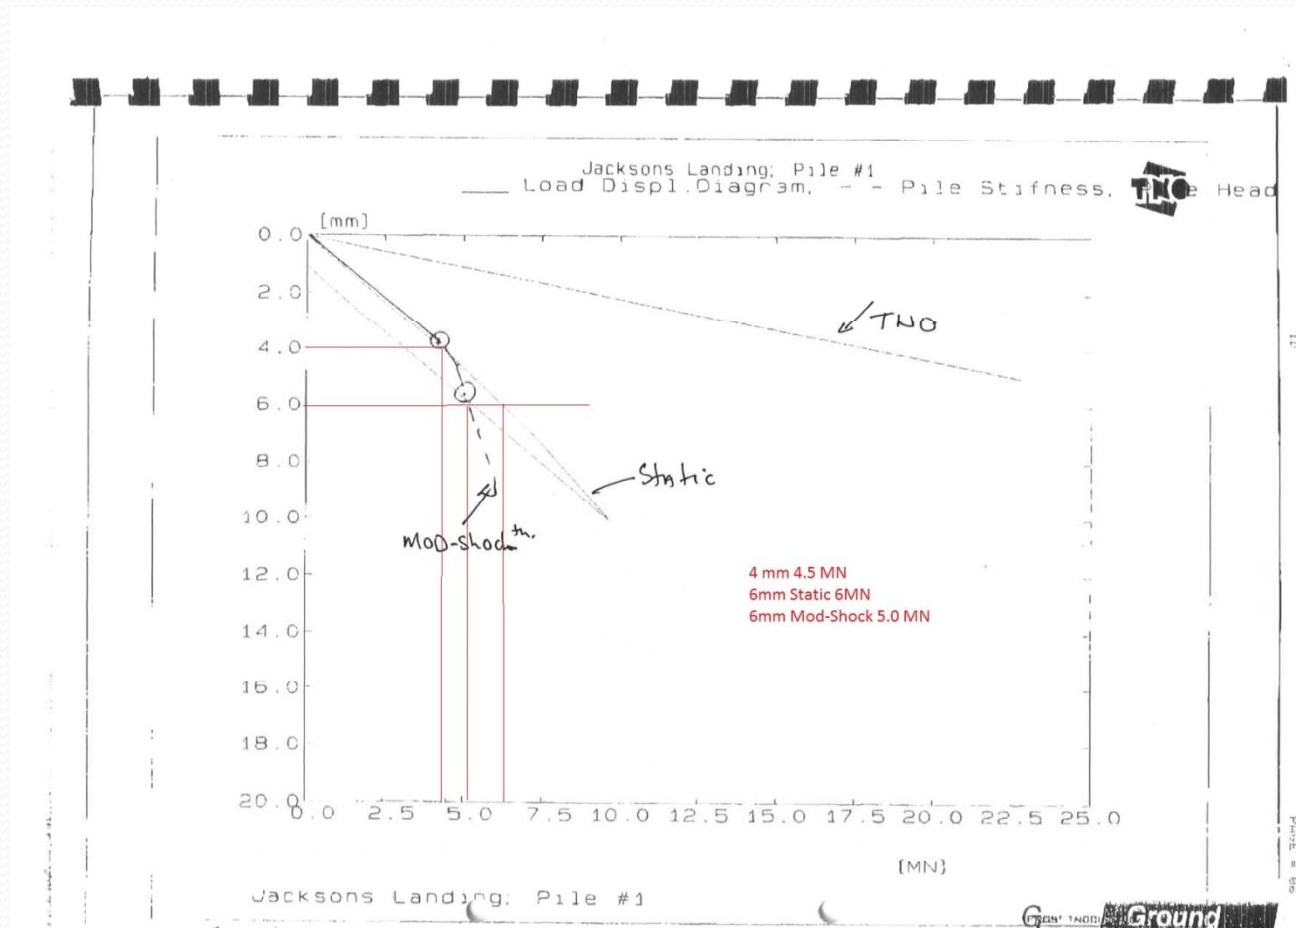 Jacksons Landing; Pile #1
Load Displ.Diagram, - - Pile Stifness, Head
TNO
[mm]
0.0
2.0
4.0
6.0
8.0
10.0
12.0
14.0
16.0
18.0
20.0
TNO
Static
MOD-Shock tm.
4 mm 4.5 MN
6mm Static 6MN
6mm Mod-Shock 5.0 MN
0.0 2.5 5.0 7.5 10.0 12.5 15.0 17.5 20.0 22.5 25.0
[MN]
Jacksons Landing; Pile #1
Ground